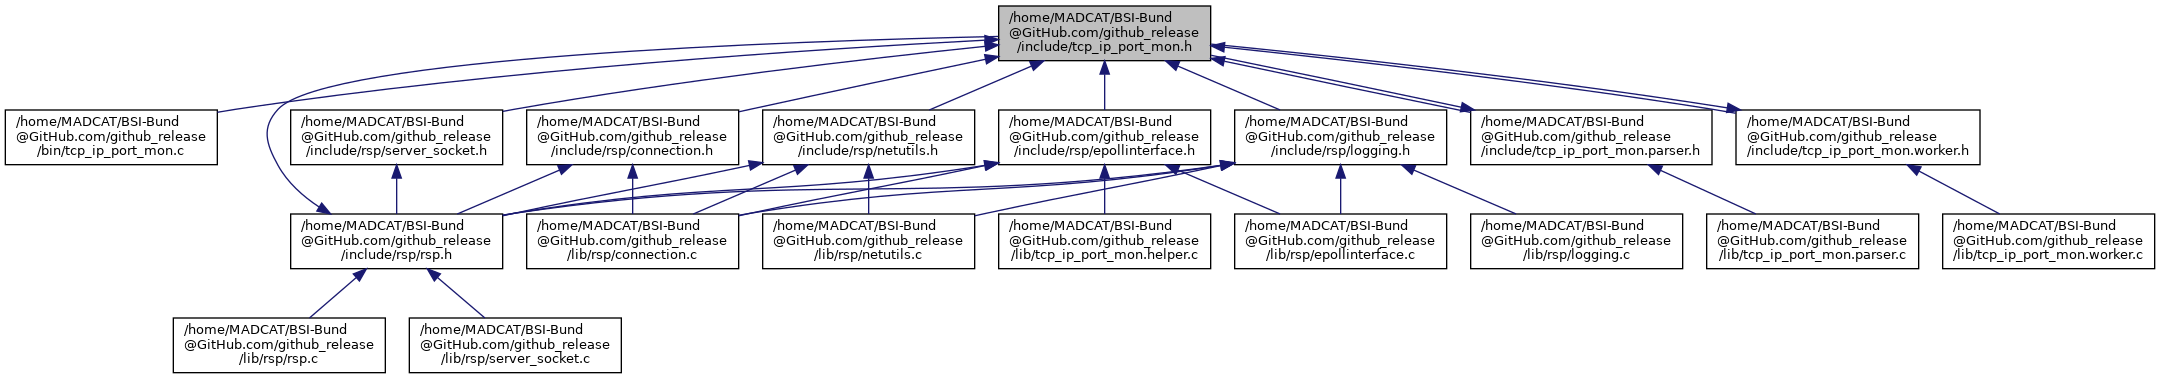 /home/MADCAT/BSI-Bund
@GitHub.com/github_release
/include/tcp_ip_port_mon.h
/home/MADCAT/BSI-Bund
@GitHub.com/github_release
/bin/tcp_ip_port_mon.c
/home/MADCAT/BSI-Bund
@GitHub.com/github_release
/include/rsp/server_socket.h
/home/MADCAT/BSI-Bund
@GitHub.com/github_release
/include/rsp/connection.h
/home/MADCAT/BSI-Bund
@GitHub.com/github_release
/include/rsp/netutils.h
/home/MADCAT/BSI-Bund
@GitHub.com/github_release
/include/rsp/epollinterface.h
/home/MADCAT/BSI-Bund
@GitHub.com/github_release
/include/rsp/logging.h
/home/MADCAT/BSI-Bund
@GitHub.com/github_release
/include/tcp_ip_port_mon.parser.h
/home/MADCAT/BSI-Bund
@GitHub.com/github_release
/include/tcp_ip_port_mon.worker.h
/home/MADCAT/BSI-Bund
@GitHub.com/github_release
/include/rsp/rsp.h
/home/MADCAT/BSI-Bund
@GitHub.com/github_release
/lib/rsp/connection.c
/home/MADCAT/BSI-Bund
@GitHub.com/github_release
/lib/rsp/netutils.c
/home/MADCAT/BSI-Bund
@GitHub.com/github_release
/lib/tcp_ip_port_mon.helper.c
/home/MADCAT/BSI-Bund
@GitHub.com/github_release
/lib/rsp/epollinterface.c
/home/MADCAT/BSI-Bund
@GitHub.com/github_release
/lib/rsp/logging.c
/home/MADCAT/BSI-Bund
@GitHub.com/github_release
/lib/tcp_ip_port_mon.parser.c
/home/MADCAT/BSI-Bund
@GitHub.com/github_release
/lib/tcp_ip_port_mon.worker.c
/home/MADCAT/BSI-Bund
@GitHub.com/github_release
/lib/rsp/rsp.c
/home/MADCAT/BSI-Bund
@GitHub.com/github_release
/lib/rsp/server_socket.c